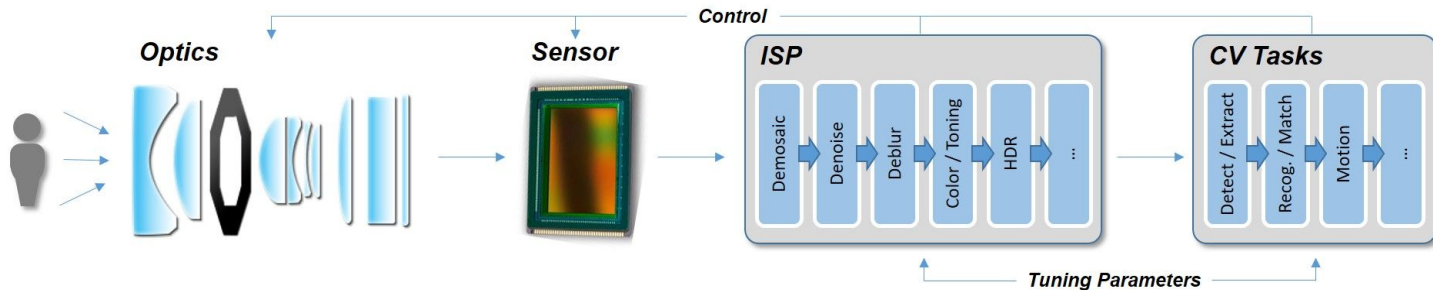 Control
Optics
Sensor
ISP
CV Tasks
Demosaic
Denoise
Deblur
Color / Toning
HDR
...
Detect / Extract
Recog. / Match
Motion
...
Tuning Parameters